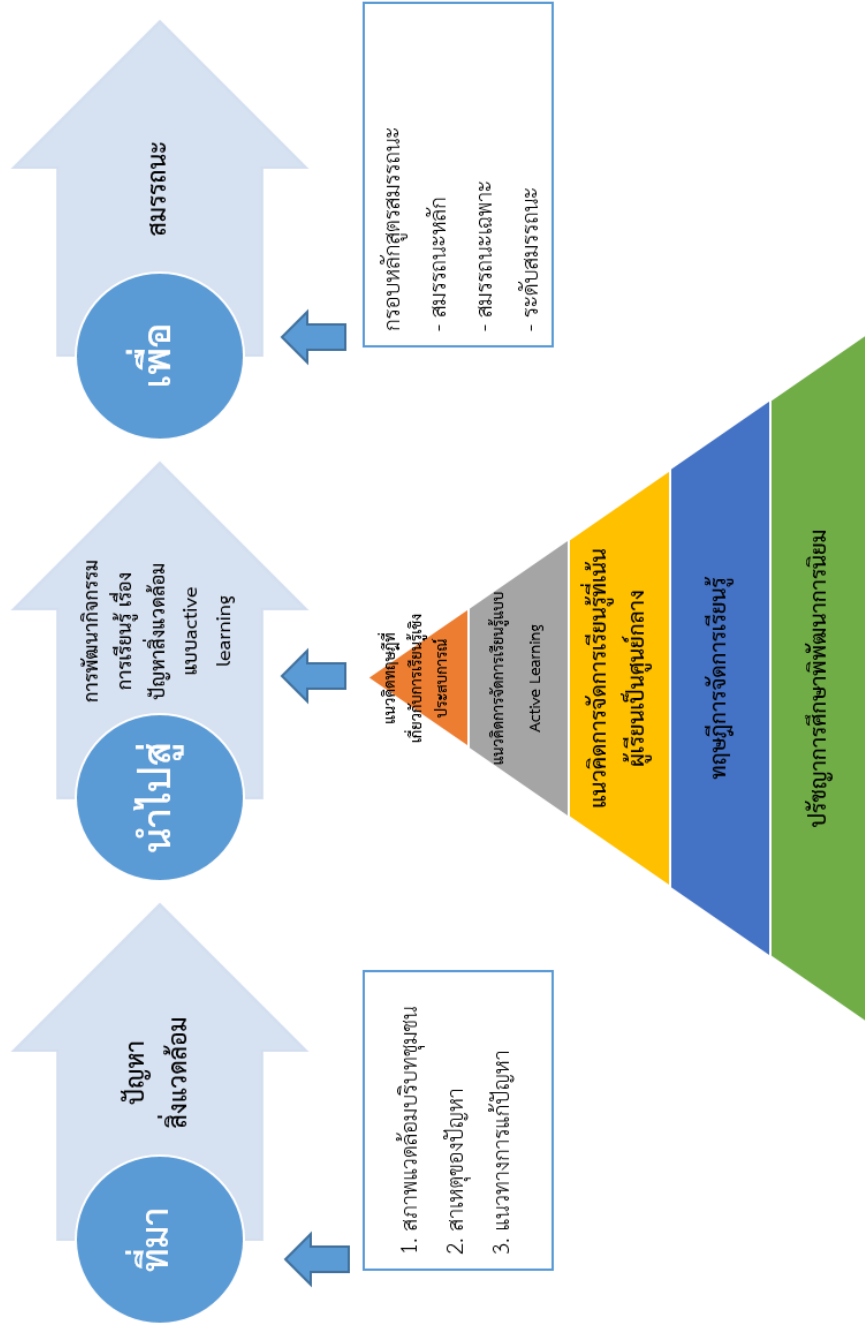 ที่มา
ปัญหา
สิ่งแวดล้อม
นำไปสู่
การพัฒนากิจกรรม
การเรียนรู้ เรื่อง
ปัญหาสิ่งแวดล้อม
แบบactive
learning
เพื่อ
สมรรถนะ
1. สภาพแวดล้อมบริบทชุมชน
2. สาเหตุของปัญหา
3. แนวทางการแก้ปัญหา
แนวคิดทฤษฎีที่
เกี่ยวกับการเรียนรู้เชิง
ประสบการณ์
แนวคิดการจัดการเรียนรู้แบบ
Active Learning
แนวคิดการจัดการเรียนรู้ที่เน้น
ผู้เรียนเป็นศูนย์กลาง
ทฤษฎีการจัดการเรียนรู้
ปรัชญาการศึกษาพิพัฒนาการนิยม
กรอบหลักสูตรสมรรถนะ
- สมรรถนะหลัก
- สมรรถนะเฉพาะ
- ระดับสมรรถนะ